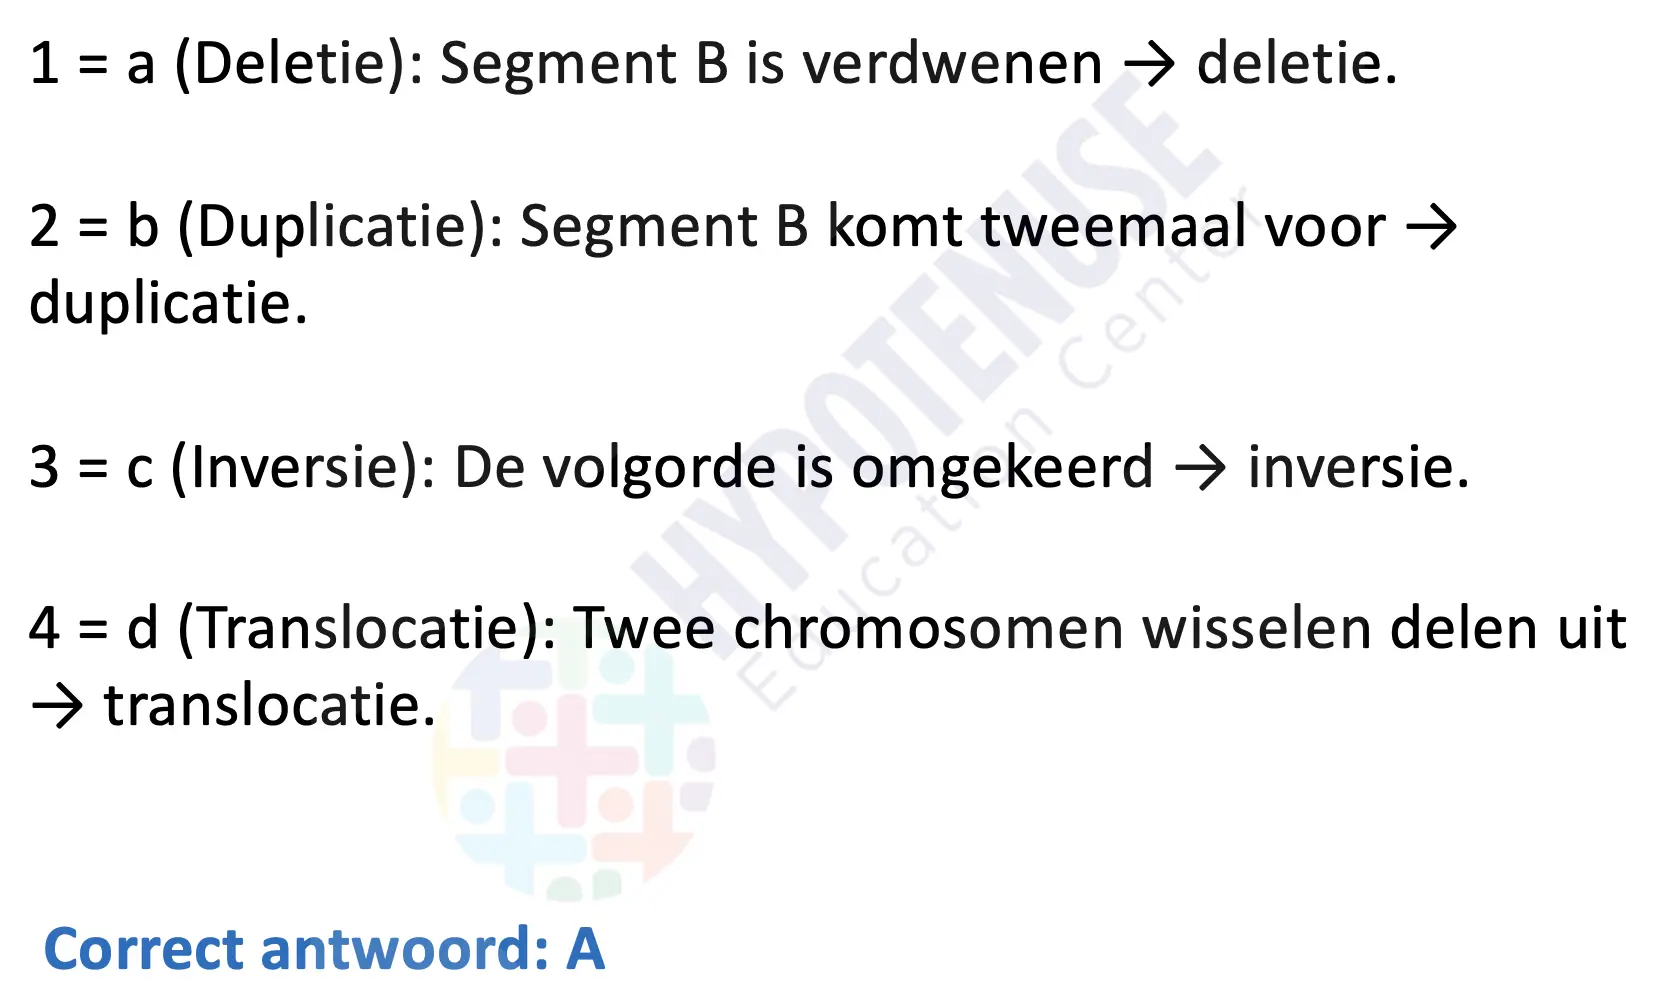 1 = a (Deletie): Segment B is verdwenen → deletie.
2 = b (Duplicatie): Segment B komt tweemaal voor →
duplicatie.
3 = c (Inversie): De volgorde is omgekeerd → inversie.
4 = d (Translocatie): Twee chromosomen wisselen delen uit
→ translocatie.
HYPOTENUSE
Education Center
Correct antwoord: A